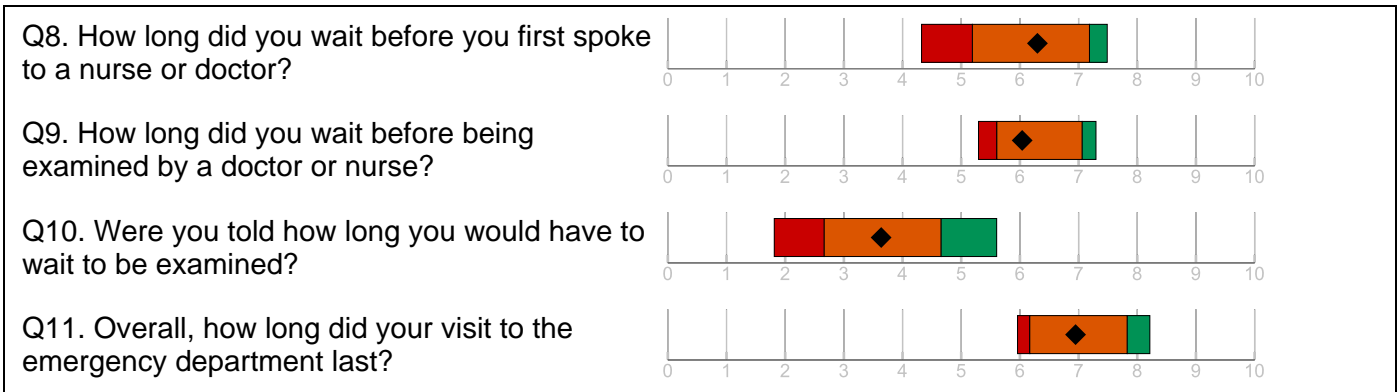 Q8. How long did you wait before you first spoke
to a nurse or doctor?
0 1 2 3 4 5 6 7 8 9 10
Q9. How long did you wait before being
examined by a doctor or nurse?
0 1 2 3 4 5 6 7 8 9 10
Q10. Were you told how long you would have to
wait to be examined?
0 1 2 3 4 5 6 7 8 9 10
Q11. Overall, how long did your visit to the
emergency department last?
0 1 2 3 4 5 6 7 8 9 10